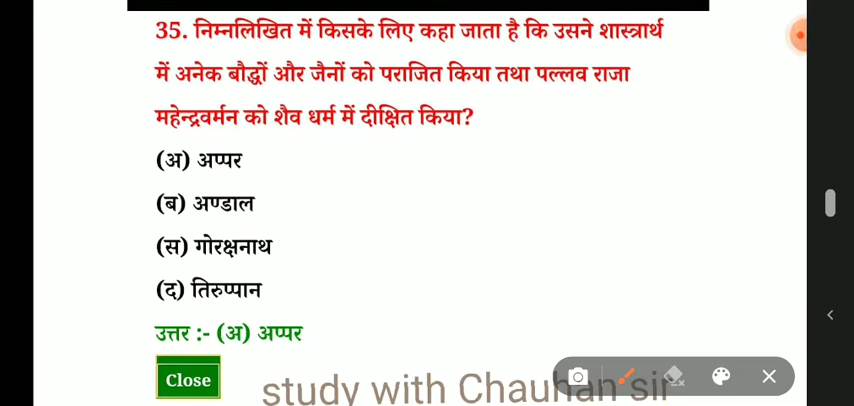 35. निम्नलिखित में किसके लिए कहा जाता है कि उसने शास्त्रार्थ
में अनेक बौद्धों और जैनों को पराजित किया तथा पल्लव राजा
महेन्द्रवर्मन को शैव धर्म में दीक्षित किया?
(अ) अप्पर
(ब) अण्डाल
(स) गोरक्षनाथ
(द) तिरुप्पान
उत्तर :- (अ) अप्पर
Close
study with Chauhan sir